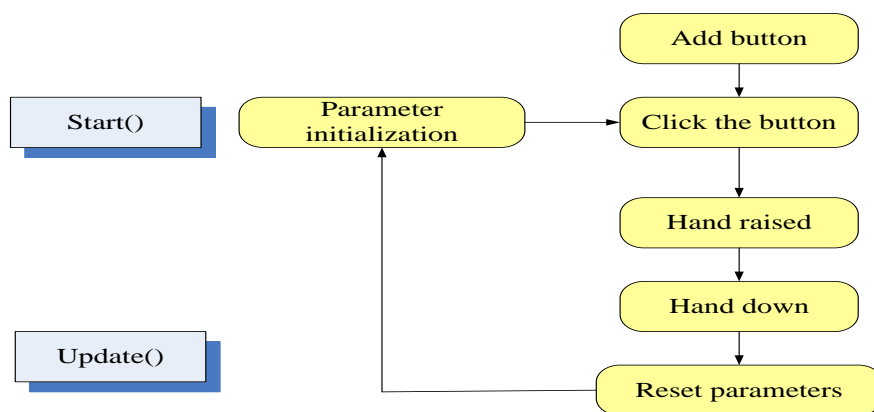 Add button
Start()
Parameter
initialization
Click the button
Hand raised
Hand down
Update()
Reset parameters